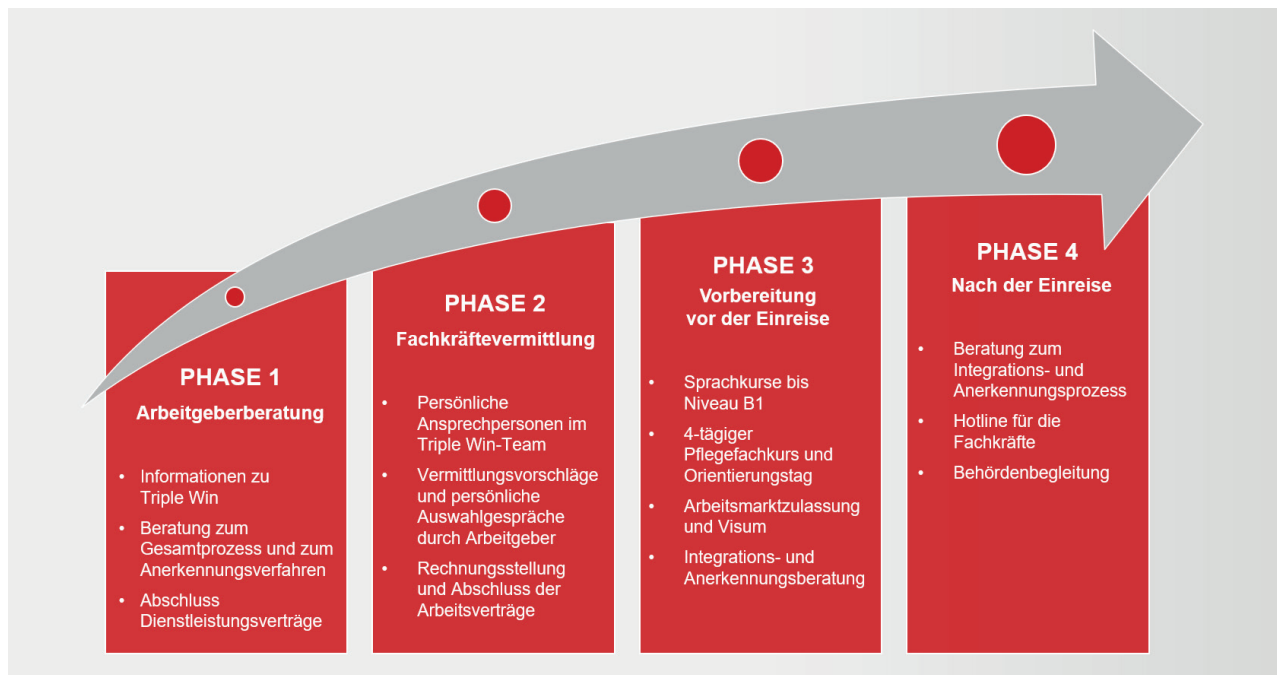 PHASE 1
Arbeitgeberberatung
• Informationen zu
Triple Win
• Beratung zum
Gesamtprozess und zum
Anerkennungsverfahren
• Abschluss
Dienstleistungsverträge
PHASE 2
Fachkräftevermittlung
• Persönliche
Ansprechpersonen im
Triple Win-Team
• Vermittlungsvorschläge
und persönliche
Auswahlgespräche
durch Arbeitgeber
• Rechnungsstellung
und Abschluss der
Arbeitsverträge
PHASE 3
Vorbereitung
vor der Einreise
• Sprachkurse bis
Niveau B1
• 4-tägiger
Pflegefachkurs und
Orientierungstag
• Arbeitsmarktzulassung
und Visum
• Integrations- und
Anerkennungsberatung
PHASE 4
Nach der Einreise
• Beratung zum
Integrations- und
Anerkennungsprozess
• Hotline für die
Fachkräfte
• Behördenbegleitung